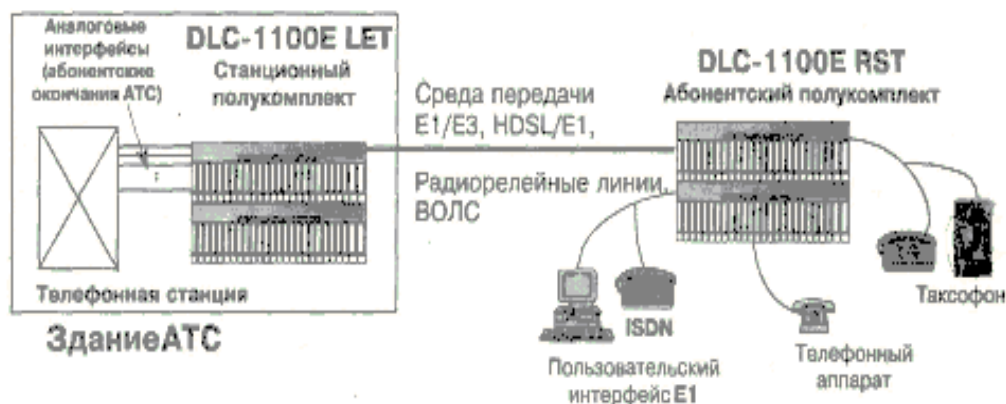 Аналоговые
интерфейсы
(абонентские
окончания АТС)
DLC-1100E LET
Станционный
полукомплект
Телефонная станция
ЗданиеАТС
Среда передачи
E1/E3, HDSL/E1,
Радиорелейные линии,
ВОЛС
DLC-1100E RST
Абонентский полукомплект
ISDN
Пользовательский
интерфейс E1
Телефонный
аппарат
Таксофон